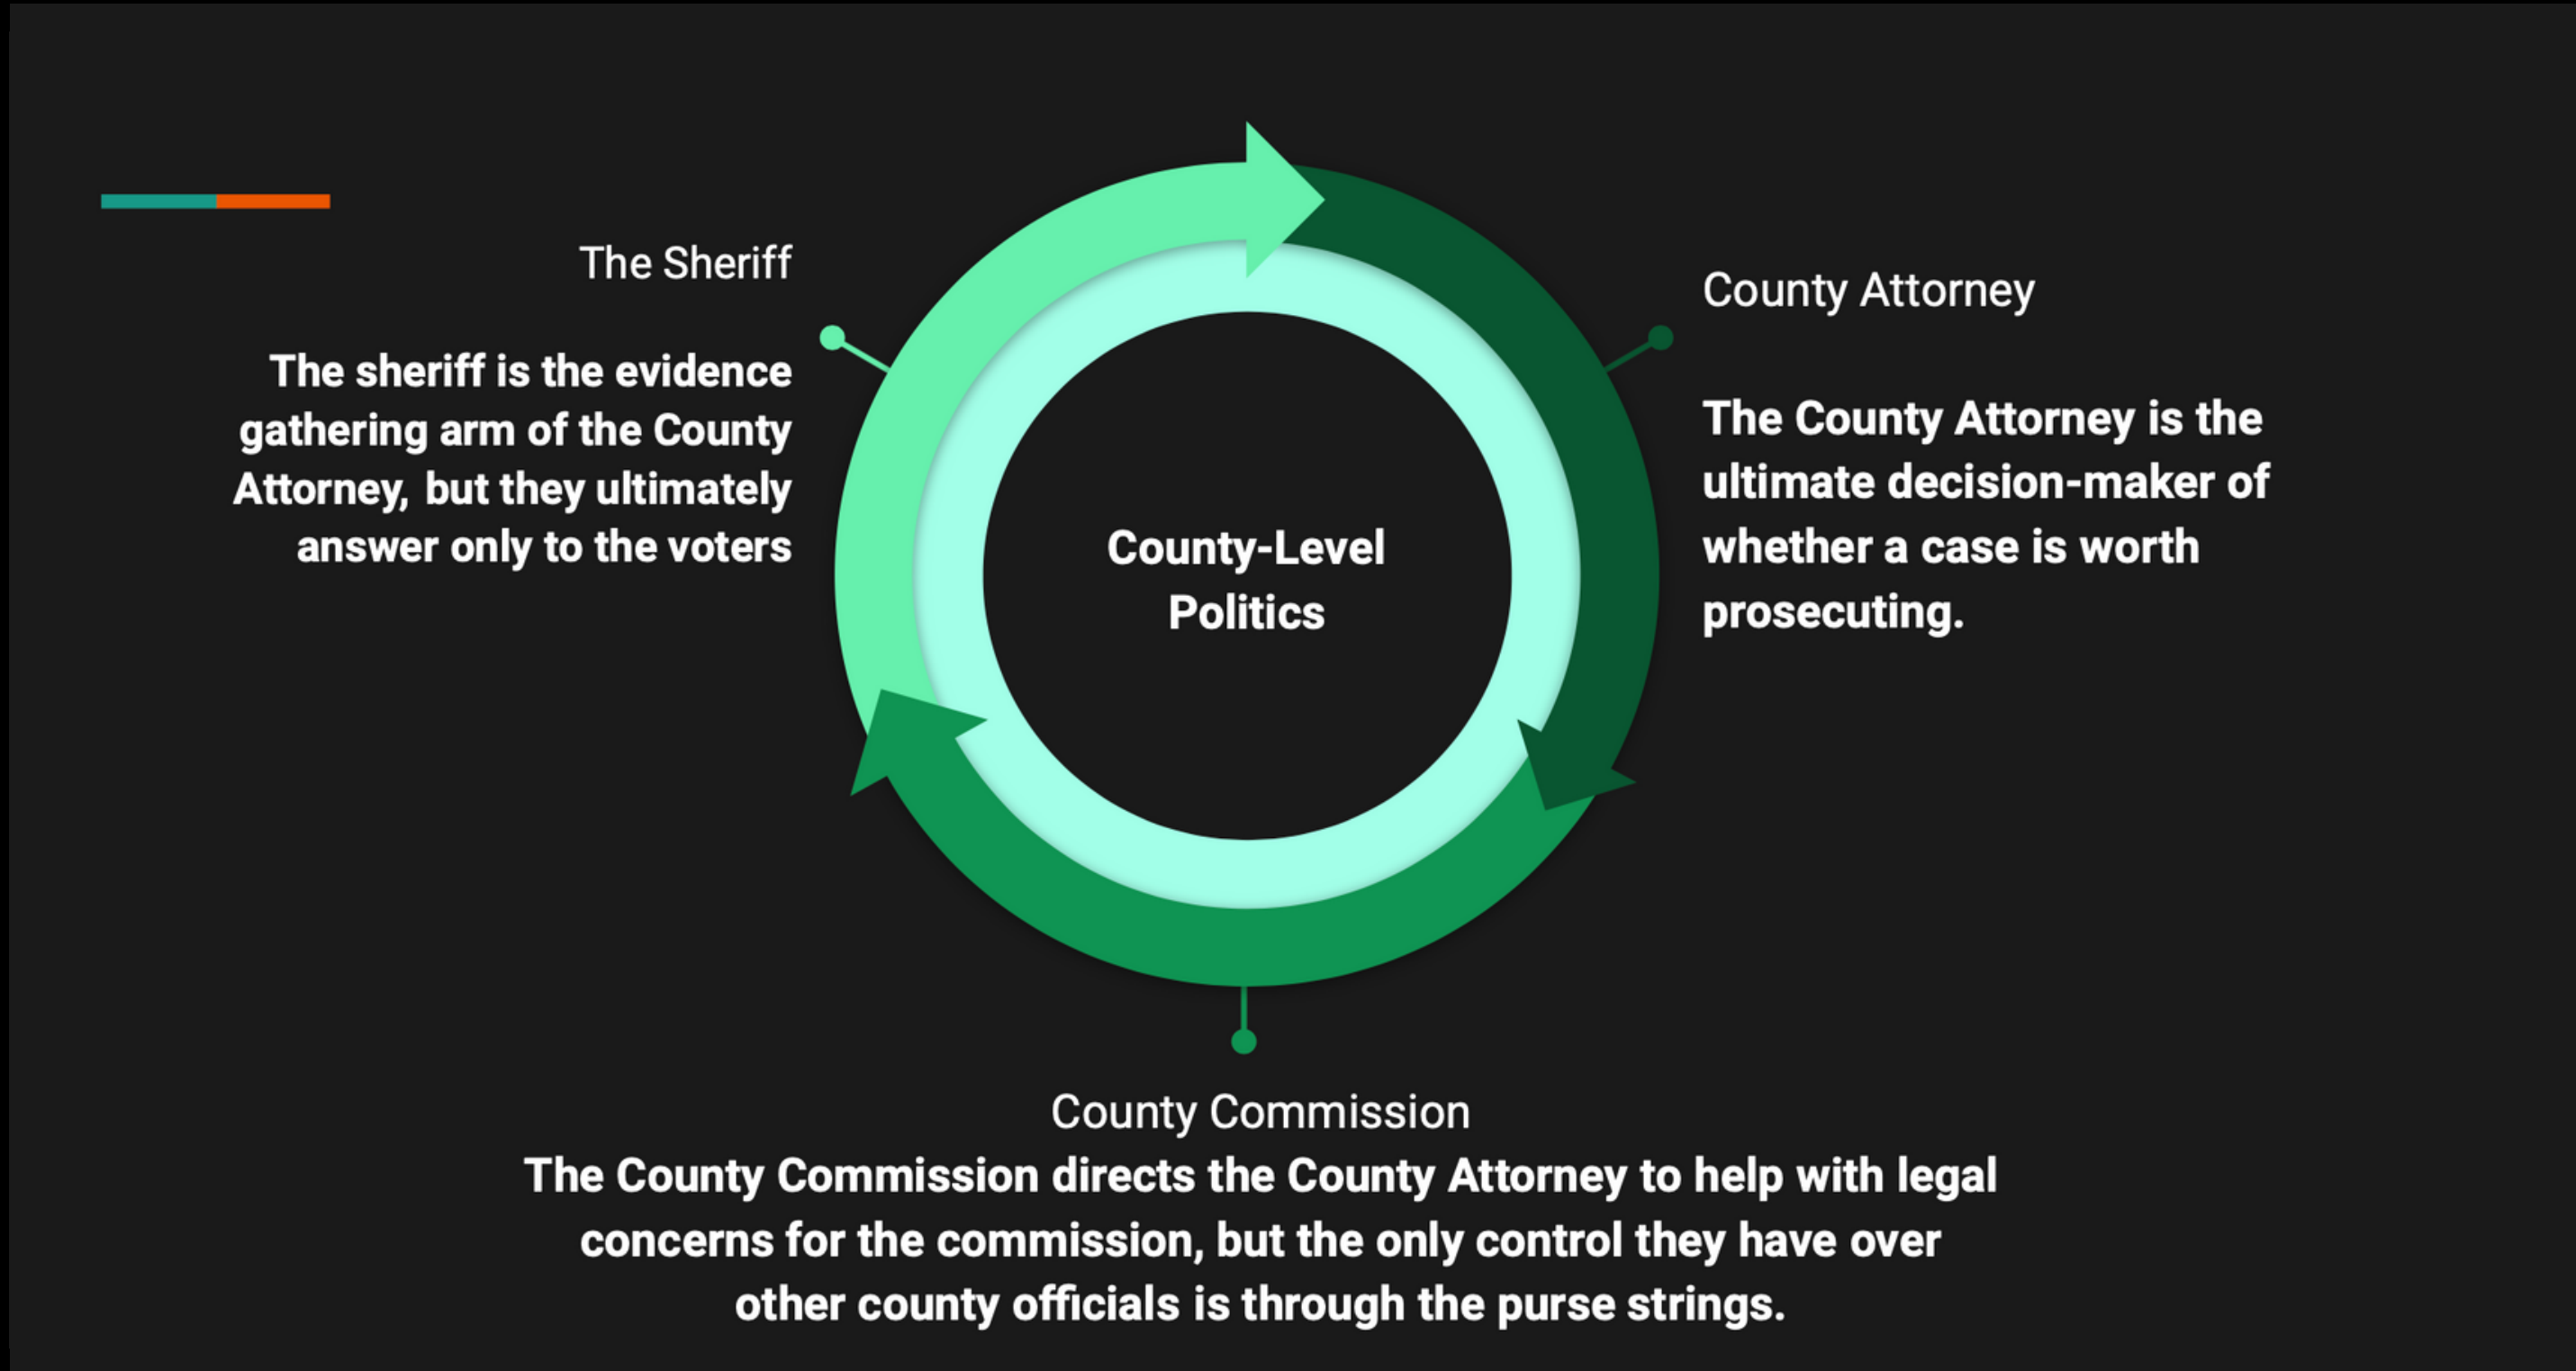 The Sheriff
The sheriff is the evidence
gathering arm of the County
Attorney, but they ultimately
answer only to the voters
County-Level
Politics
County Attorney
The County Attorney is the
ultimate decision-maker of
whether a case is worth
prosecuting.
County Commission
The County Commission directs the County Attorney to help with legal
concerns for the commission, but the only control they have over
other county officials is through the purse strings.